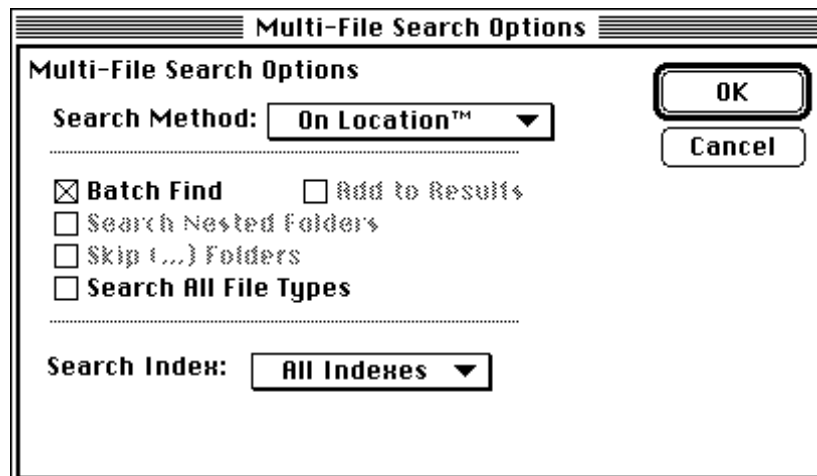 Multi-File Search Options
Multi-File Search Options
OK
Search Method: On Location™
Cancel
Batch Find Add to Results
Search Nested Folders
Skip (...) Folders
Search All File Types
Search Index: All Indexes